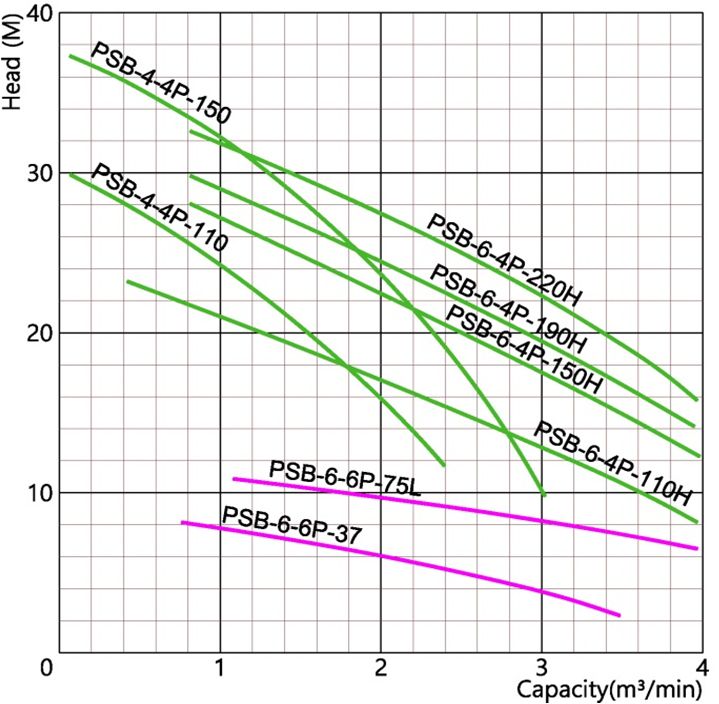 Head (M)
40
PSB-4-4P-150
30
PSB-4-4P-110
PSB-6-4P-220H
PSB-6-4P-190H
PSB-6-4P-150H
20
PSB-6-4P-110H
10
PSB-6-6P-75L
PSB-6-6P-37
0 1 2 3 4
Capacity(m³/min)